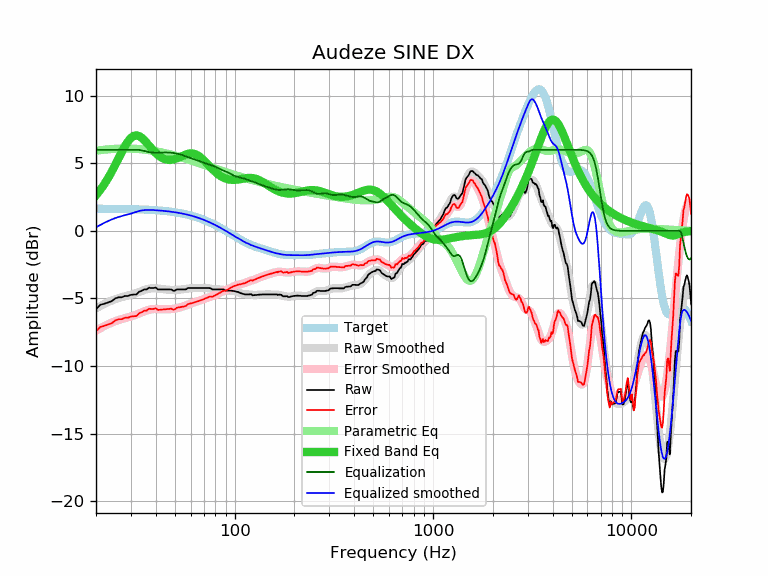 Audeze SINE DX
10
5
0
−5
−10
−15
−20
Amplitude (dBr)
Target
Raw Smoothed
Error Smoothed
Raw
Error
Parametric Eq
Fixed Band Eq
Equalization
Equalized smoothed
100
1000
10000
Frequency (Hz)